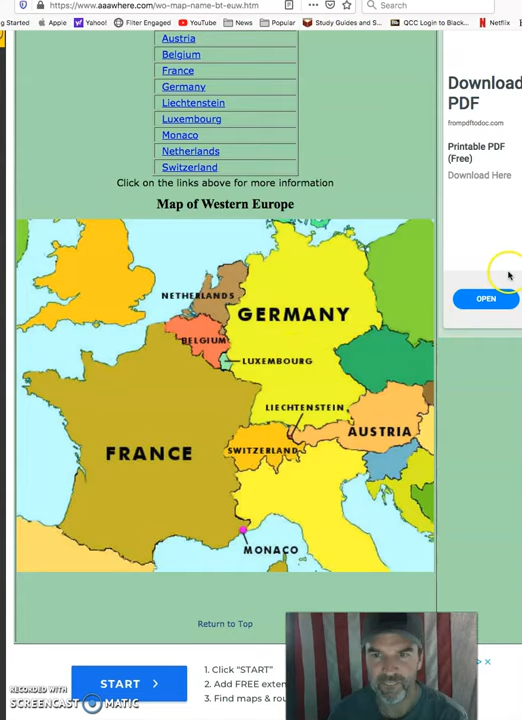 https://www.aaawhere.com/wo-map-name-bt-euw.htm
Search
g Started Apple Yahoo! Filter Engaged YouTube News Popular Study Guides and S... QCC Login to Black... Netflix
Austria
Belgium
France
Germany
Liechtenstein
Luxembourg
Monaco
Netherlands
Switzerland
Click on the links above for more information
Map of Western Europe
NETHERLANDS
GERMANY
BELGIUM
LUXEMBOURG
LIECHTENSTEIN
AUSTRIA
SWITZERLAND
FRANCE
MONACO
Return to Top
Download
PDF
frompdftodoc.com
Printable PDF
(Free)
Download Here
OPEN
START
1. Click "START"
2. Add FREE exten
3. Find maps & rou
RECORDED WITH
SCREENCAST MATIC